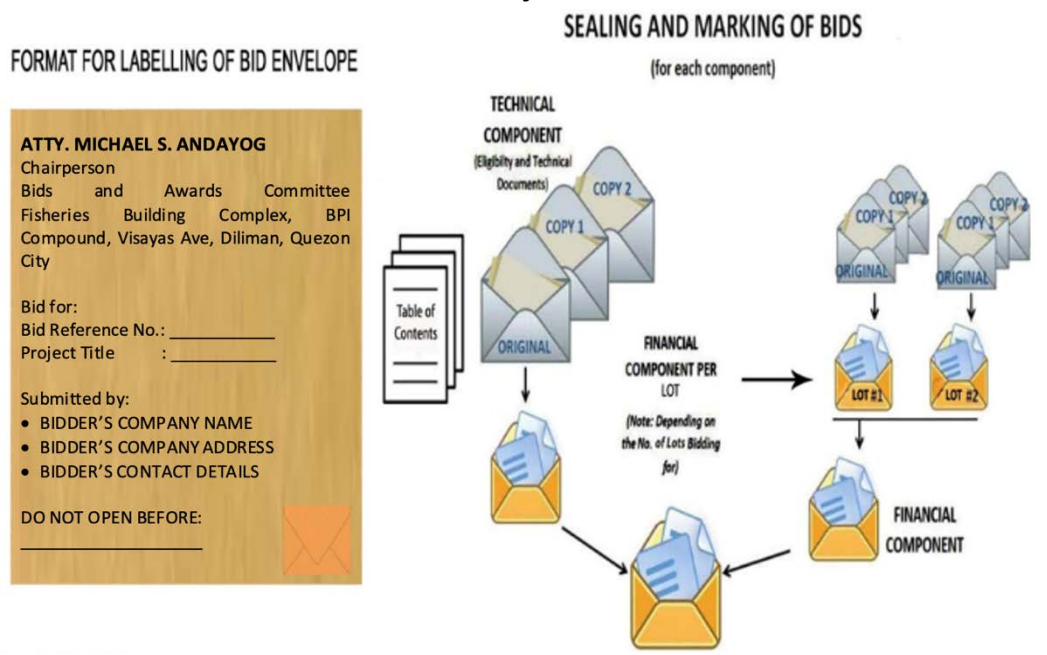 FORMAT FOR LABELLING OF BID ENVELOPE
ATTY. MICHAEL S. ANDAYOG
Chairperson
Bids and Awards Committee
Fisheries Building Complex, BPI
Compound, Visayas Ave, Diliman, Quezon
City
Bid for:
Bid Reference No.: ____________
Project Title : ____________
Submitted by:
• BIDDER'S COMPANY NAME
• BIDDER'S COMPANY ADDRESS
• BIDDER'S CONTACT DETAILS
DO NOT OPEN BEFORE:
____________________
SEALING AND MARKING OF BIDS
(for each component)
TECHNICAL
COMPONENT
(Eligibilty and Technical
Documents)
COPY 2
COPY 1
ORIGINAL
Table of
Contents
FINANCIAL
COMPONENT PER
LOT
(Note: Depending on
the No. of Lots Bidding
for)
COPY 2
COPY 1
ORIGINAL
COPY 2
COPY 1
ORIGINAL
LOT #1
LOT #2
FINANCIAL
COMPONENT